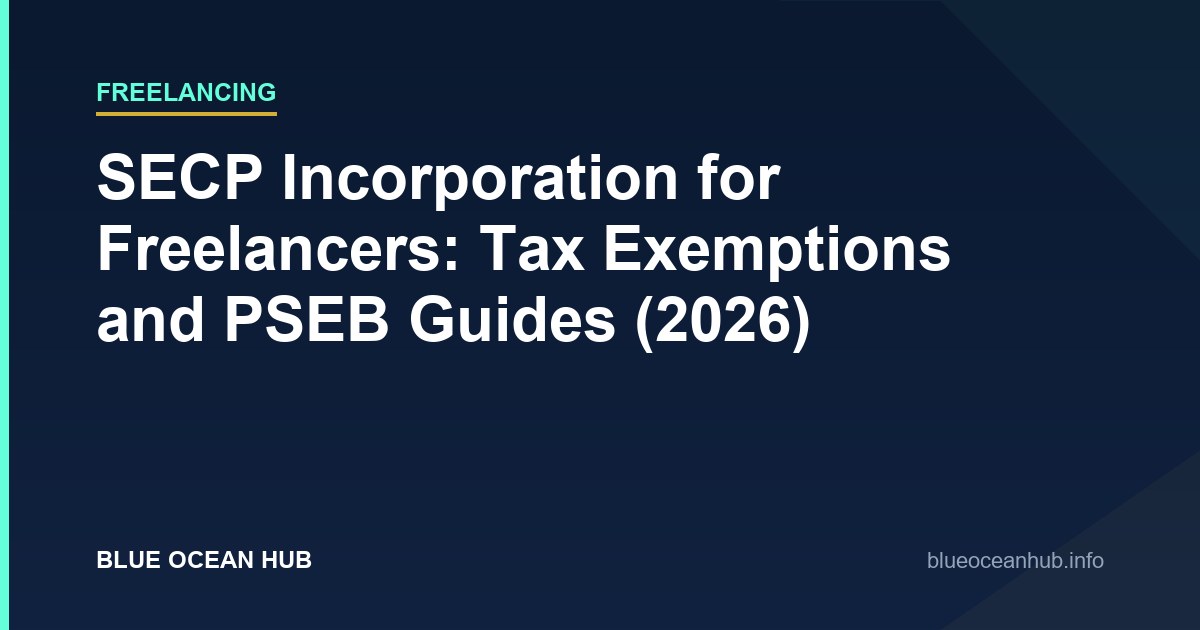 FREELANCING
SECP Incorporation for
Freelancers: Tax Exemptions
and PSEB Guides (2026)
BLUE OCEAN HUB
blueoceanhub.info